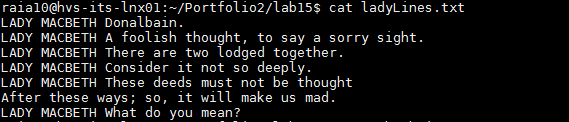 raia10@hvs-its-lnx01:~/Portfolio2/lab15$ cat ladyLines.txt
LADY MACBETH Donalbain.
LADY MACBETH A foolish thought, to say a sorry sight.
LADY MACBETH There are two lodged together.
LADY MACBETH Consider it not so deeply.
LADY MACBETH These deeds must not be thought
After these ways; so, it will make us mad.
LADY MACBETH What do you mean?